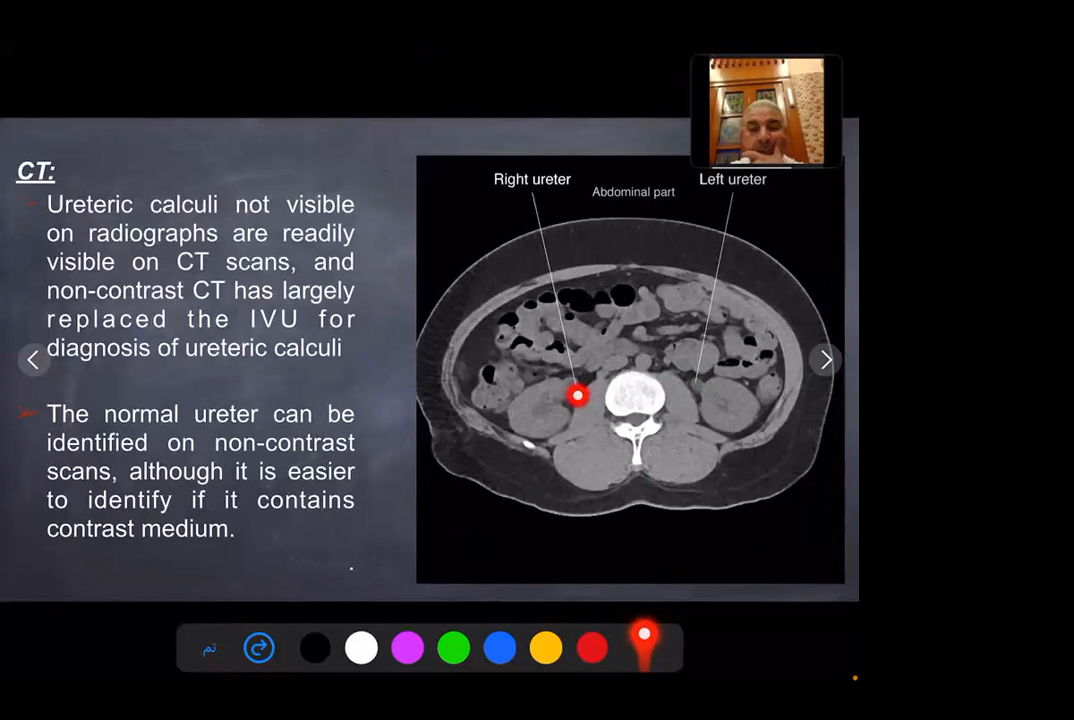 CT:
Ureteric calculi not visible
on radiographs are readily
visible on CT scans, and
non-contrast CT has largely
replaced the IVU for
diagnosis of ureteric calculi
The normal ureter can be
identified on non-contrast
scans, although it is easier
to identify if it contains
contrast medium.
.
Right ureter
Abdominal part
Left ureter
تم